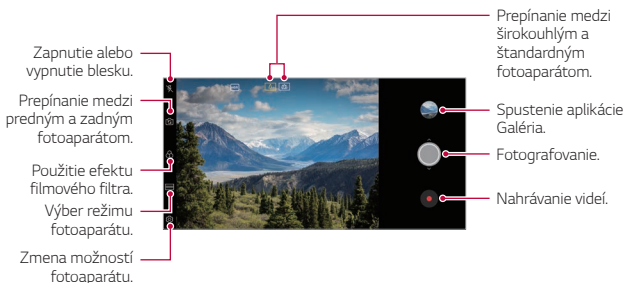 Zapnutie alebo
vypnutie blesku.
Prepínanie medzi
predným a zadným
fotoaparátom.
Použitie efektu
filmového filtra.
Výber režimu
fotoaparátu.
Zmena možností
fotoaparátu.
Prepínanie medzi
širokouhlým a
štandardným
fotoaparátom.
Spustenie aplikácie
Galéria.
Fotografovanie.
Nahrávanie videí.